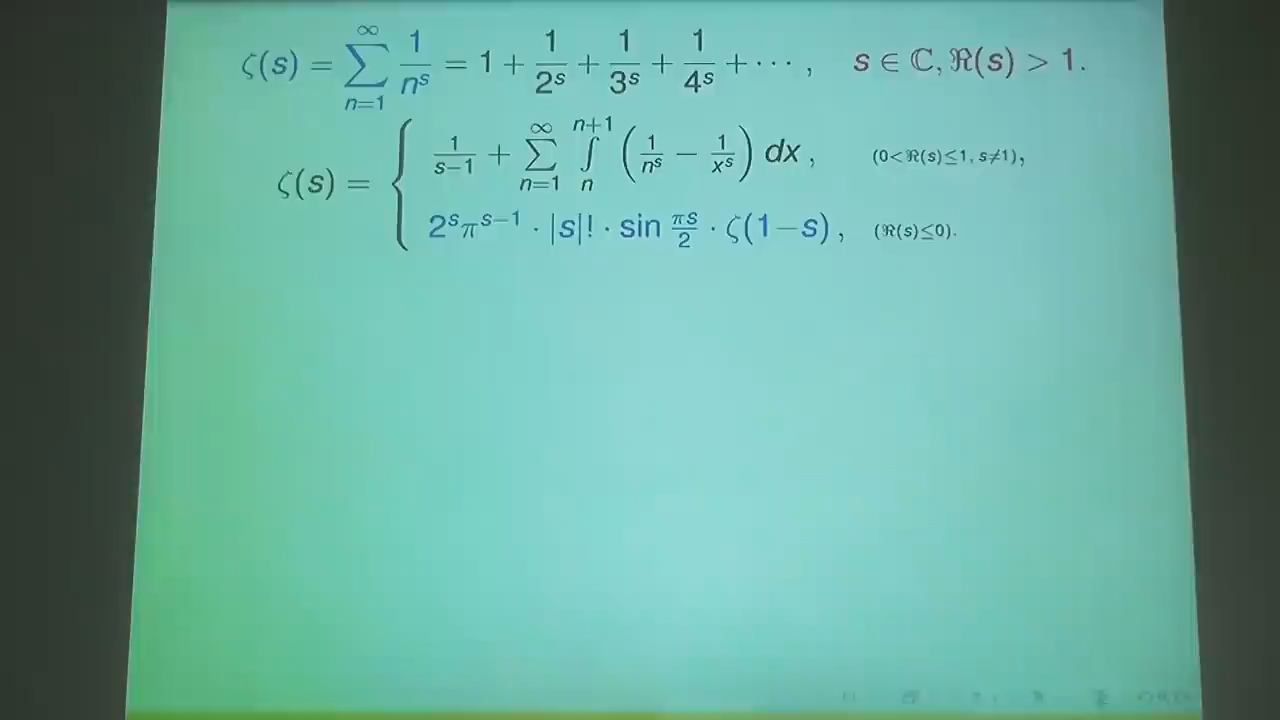 ζ(s) = ∑_{n=1}^{∞} 1/n^s = 1 + 1/2^s + 1/3^s + 1/4^s + ⋯ , s ∈ ℂ, ℜ(s) > 1.
ζ(s) = { 1/(s−1) + ∑_{n=1}^{∞} ∫_{n}^{n+1} (1/n^s − 1/x^s) dx , (0<ℜ(s)≤1, s≠1),
2^s π^{s−1} · |s|! · sin πs/2 · ζ(1−s) , (ℜ(s)≤0).